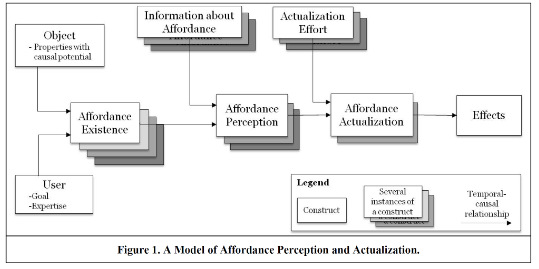 Object
- Properties with
causal potential
Information about
Affordance
Actualization
Effort
Affordance
Existence
Affordance
Perception
Affordance
Actualization
Effects
User
-Goal
-Expertise
Legend
Construct
Several
instances of
a construct
Temporal-
causal
relationship
Figure 1. A Model of Affordance Perception and Actualization.